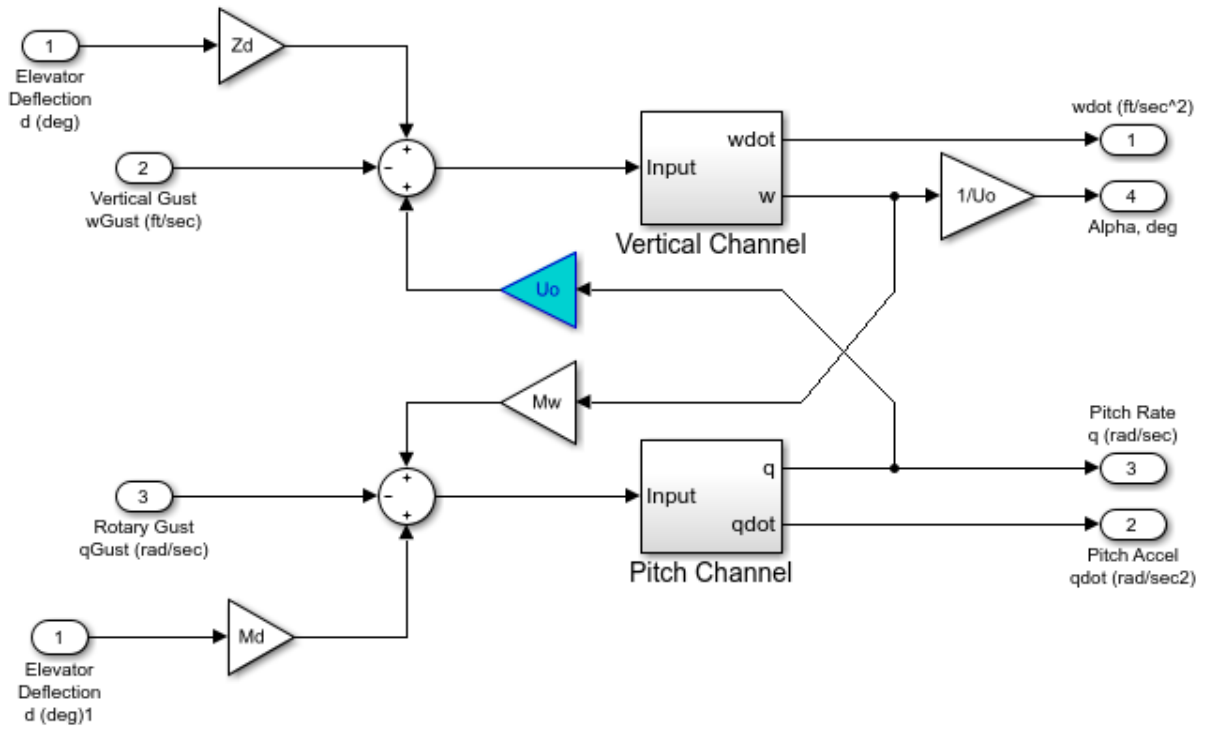 1
Elevator
Deflection
d (deg)
Zd
+
−
+
2
Vertical Gust
wGust (ft/sec)
Input
wdot
w
Vertical Channel
wdot (ft/sec^2)
1
1/Uo
4
Alpha, deg
Uo
Mw
+
−
+
3
Rotary Gust
qGust (rad/sec)
Input
q
qdot
Pitch Channel
Pitch Rate
q (rad/sec)
3
2
Pitch Accel
qdot (rad/sec2)
1
Elevator
Deflection
d (deg)1
Md